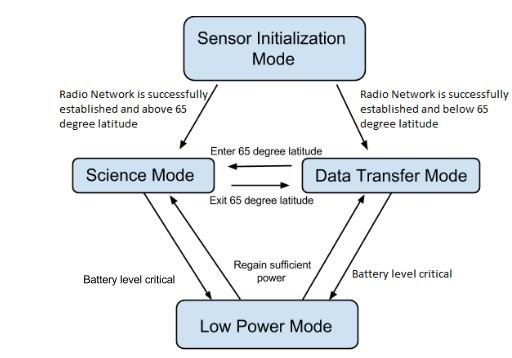 Sensor Initialization
Mode
Radio Network is successfully
established and above 65
degree latitude
Radio Network is successfully
established and below 65
degree latitude
Enter 65 degree latitude
Science Mode
Data Transfer Mode
Exit 65 degree latitude
Battery level critical
Regain sufficient
power
Battery level critical
Low Power Mode